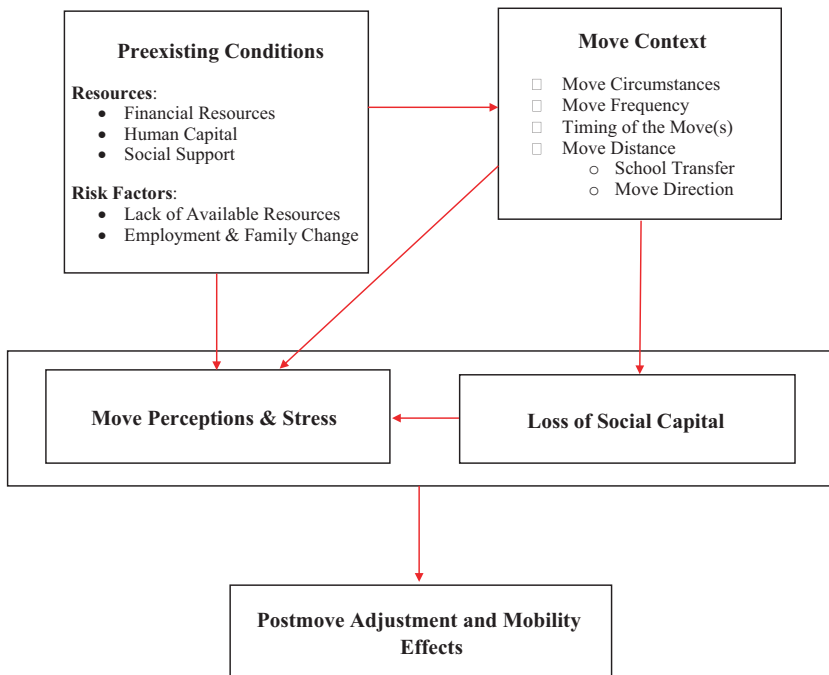 Preexisting Conditions
Resources:
• Financial Resources
• Human Capital
• Social Support
Risk Factors:
• Lack of Available Resources
• Employment & Family Change
Move Context
Move Circumstances
Move Frequency
Timing of the Move(s)
Move Distance
o School Transfer
o Move Direction
Move Perceptions & Stress
Loss of Social Capital
Postmove Adjustment and Mobility
Effects